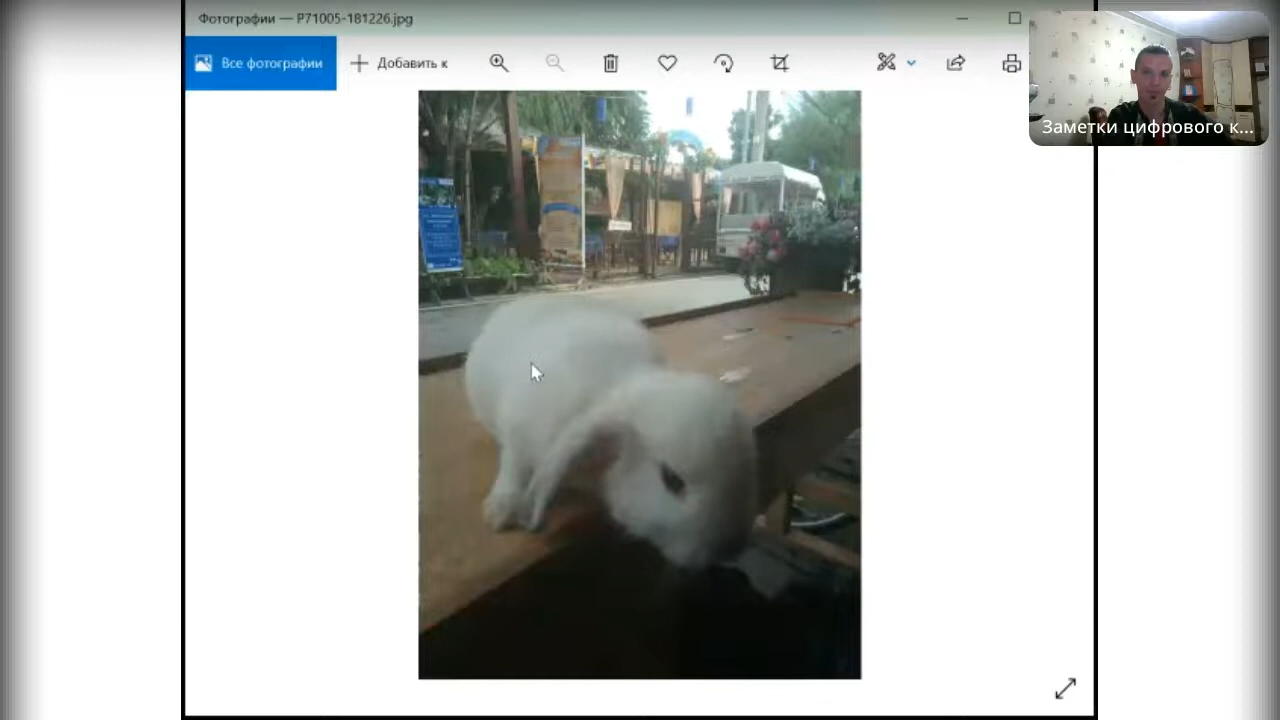 Фотографии — P71005-181226.jpg
Все фотографии
Добавить к
Заметки цифрового к...